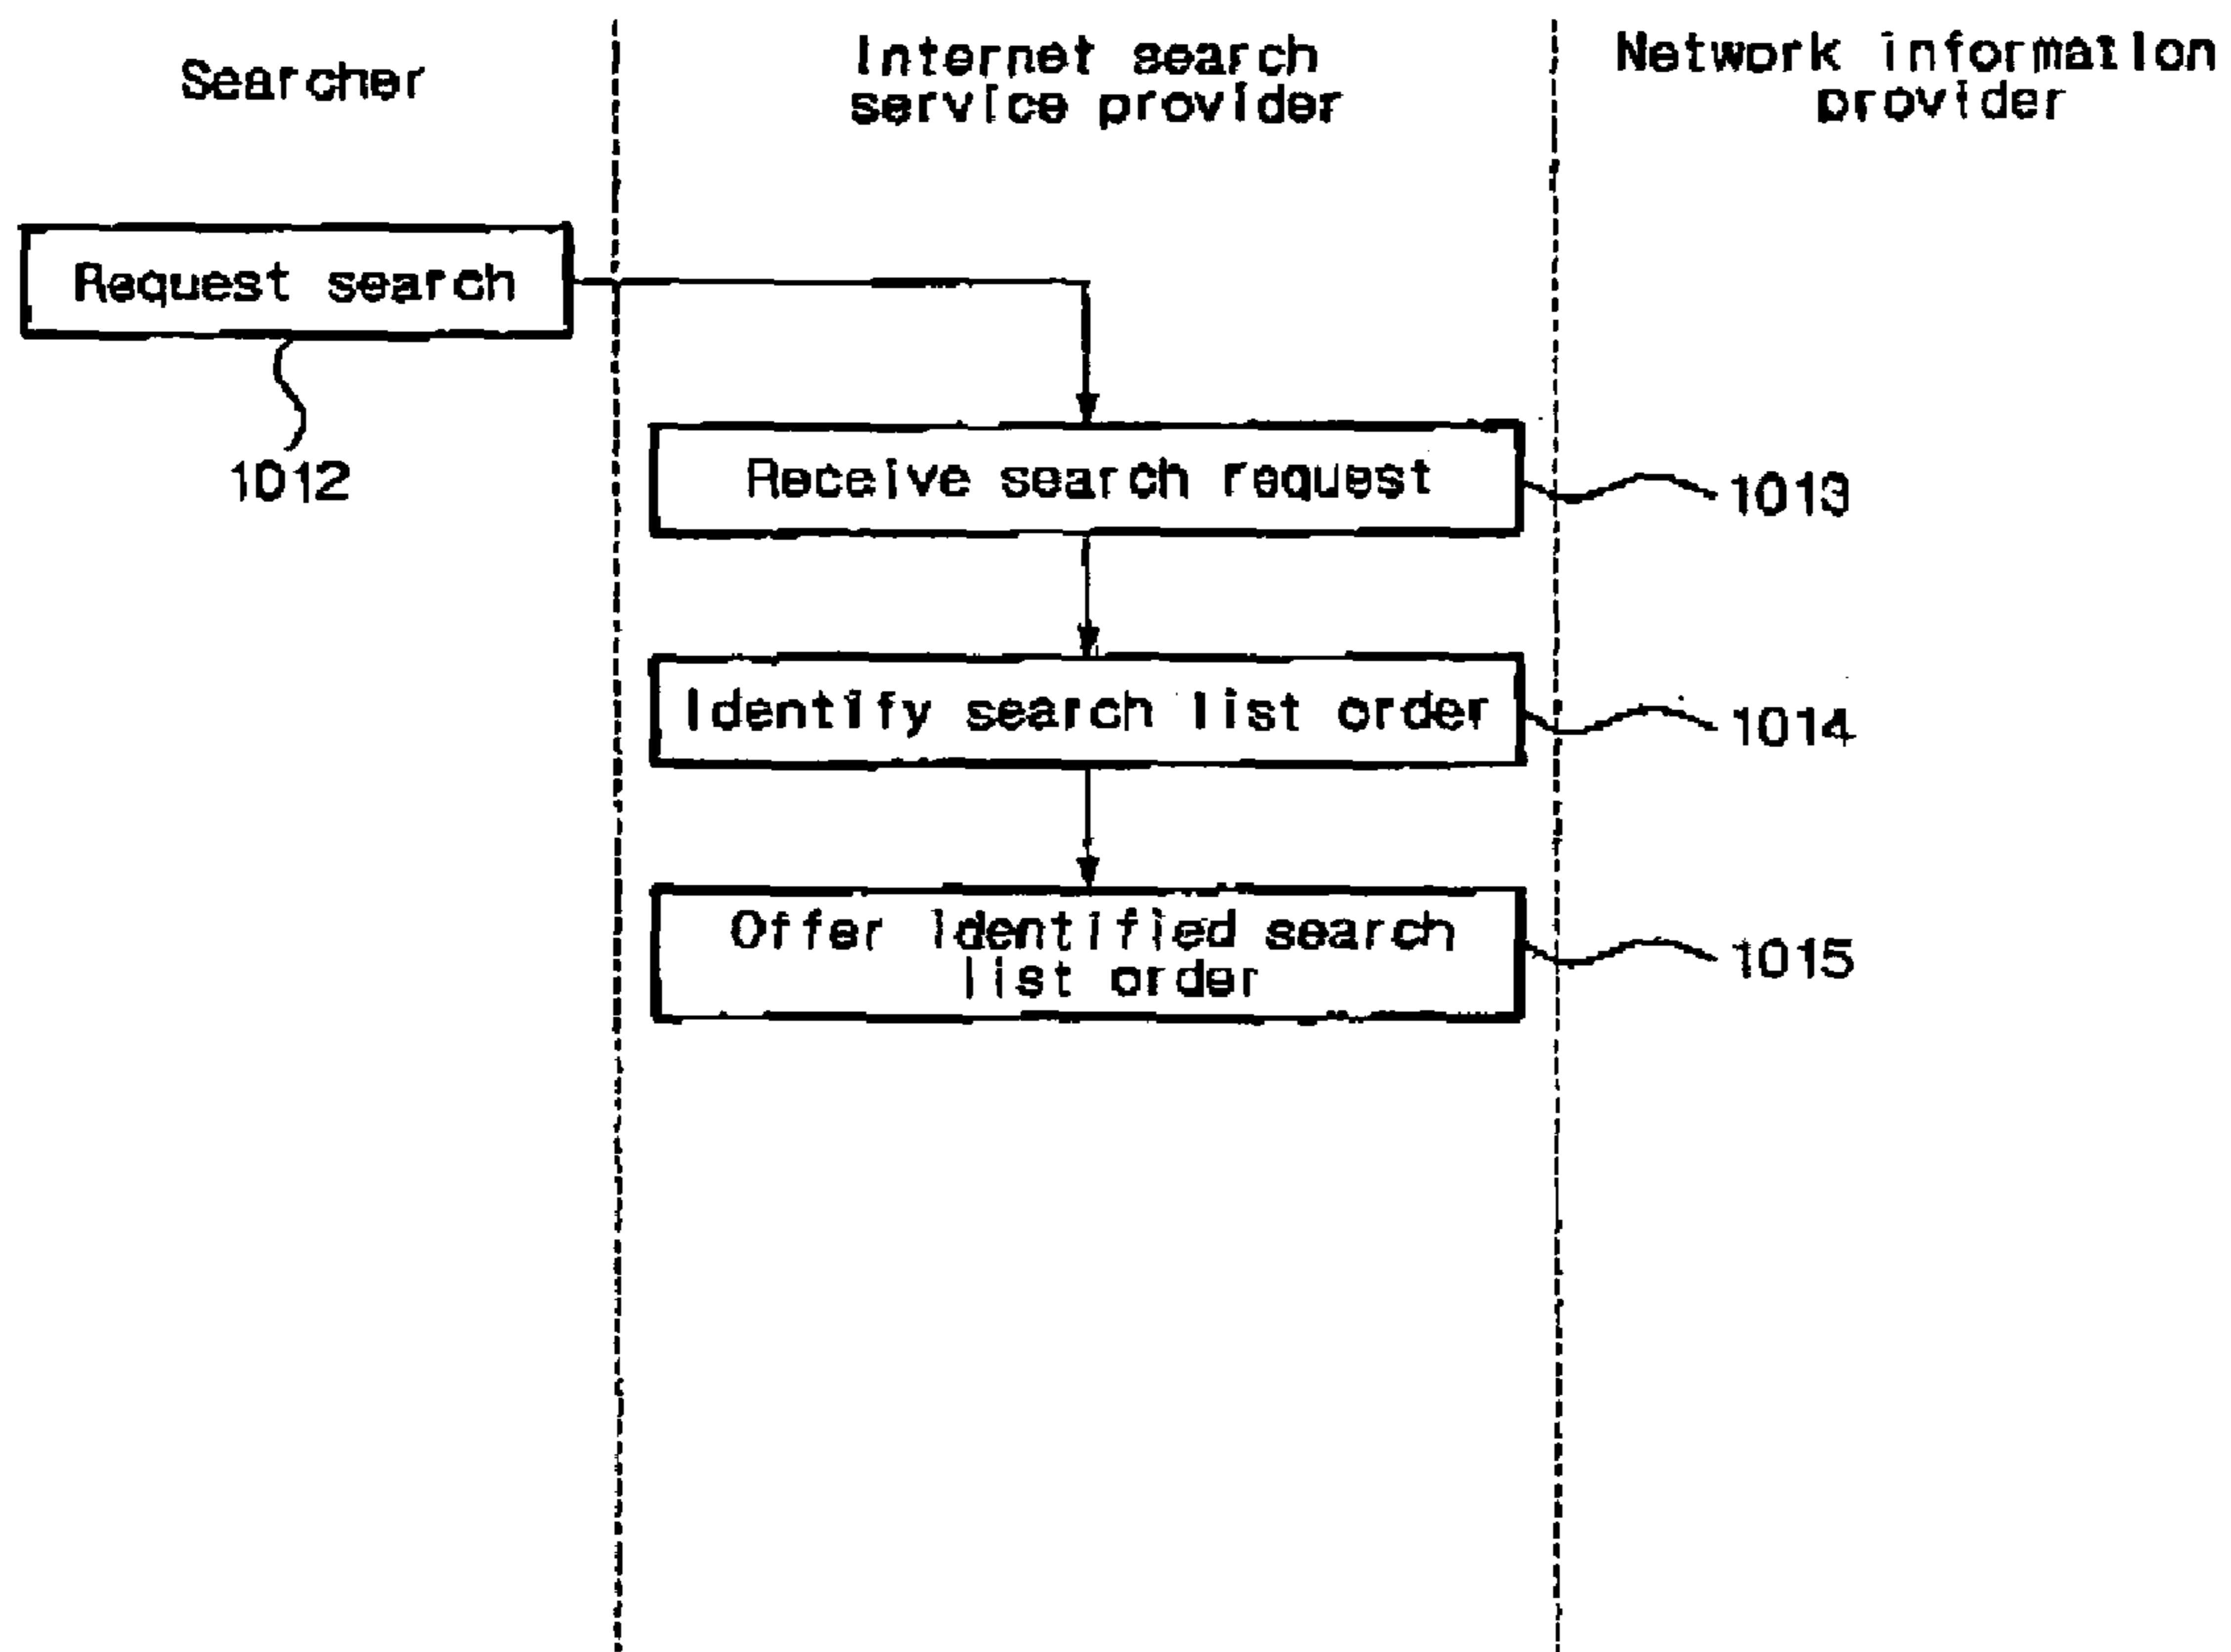 Searcher
Internet search
service provider
Network information
provider
Request search
1012
Receive search request
1013
Identify search list order
1014
Offer identified search
list order
1015